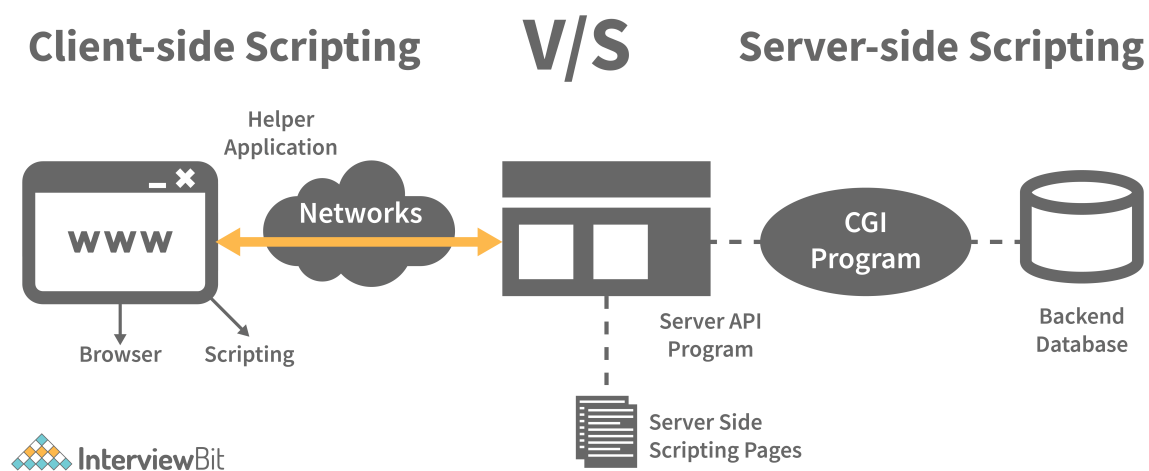 Client-side Scripting
V/S
Server-side Scripting
Helper
Application
www
Networks
Browser
Scripting
Server API
Program
CGI
Program
Backend
Database
Server Side
Scripting Pages
InterviewBit